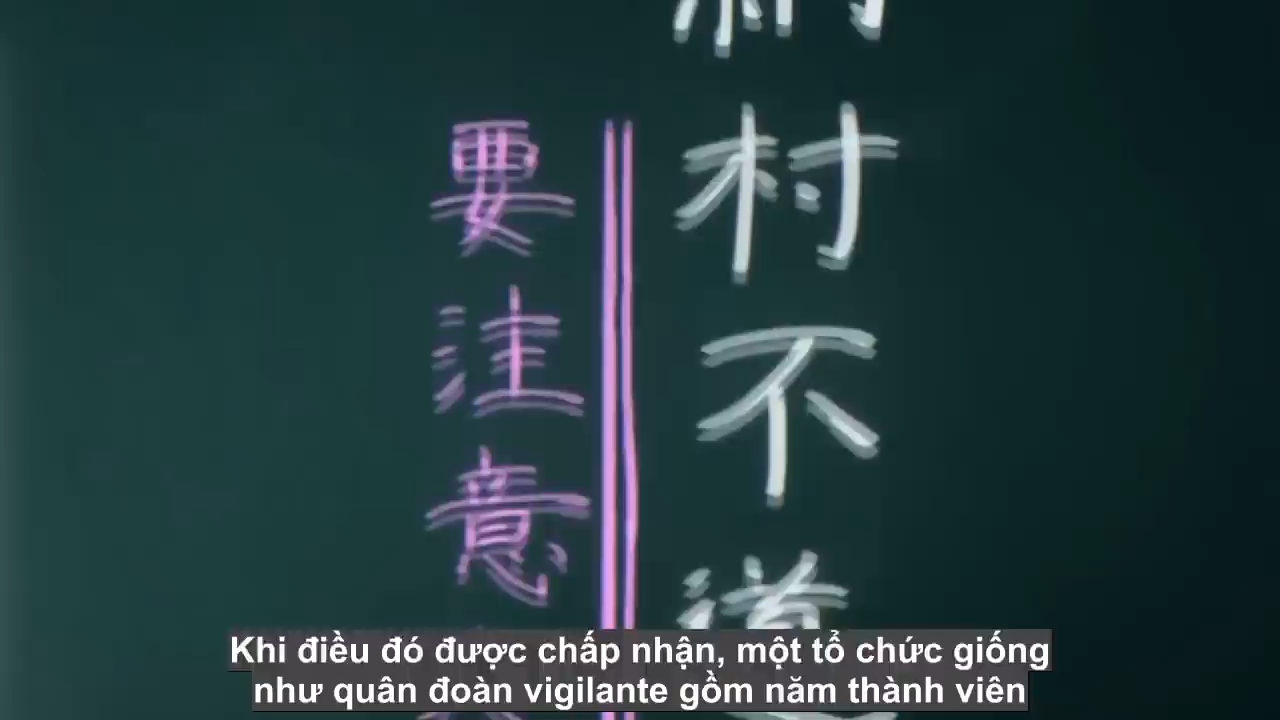 村不道
要注意
Khi điều đó được chấp nhận, một tổ chức giống
như quân đoàn vigilante gồm năm thành viên